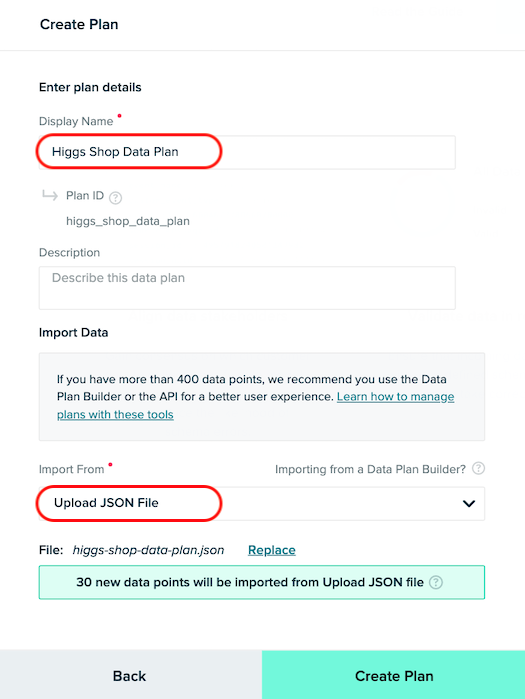 Create Plan
Enter plan details
Display Name *
Higgs Shop Data Plan
Plan ID ?
higgs_shop_data_plan
Description
Describe this data plan
Import Data
If you have more than 400 data points, we recommend you use the Data
Plan Builder or the API for a better user experience. Learn how to manage
plans with these tools
Import From * Importing from a Data Plan Builder? ?
Upload JSON File
File: higgs-shop-data-plan.json Replace
30 new data points will be imported from Upload JSON file ?
Back Create Plan